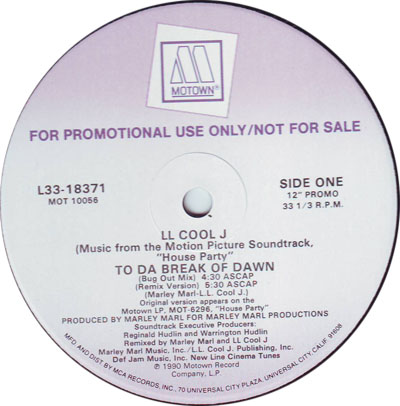 MOTOWN®
FOR PROMOTIONAL USE ONLY/NOT FOR SALE
L33-18371
MOT 10056
SIDE ONE
12" PROMO
33 1/3 R.P.M.
LL COOL J
(Music from the Motion Picture Soundtrack,
"House Party")
TO DA BREAK OF DAWN
(Bug Out Mix) 4:30 ASCAP
(Remix Version) 5:30 ASCAP
(Marley Marl-L.L. Cool J.)
Original version appears on the
Motown LP, MOT-6296, "House Party"
PRODUCED BY MARLEY MARL FOR MARLEY MARL PRODUCTIONS
Soundtrack Executive Producers:
Reginald Hudlin and Warrington Hudlin
Remixed by Marley Marl and LL Cool J
Marley Marl Music, Inc./L.L. Cool J. Publishing, Inc.
Def Jam Music, Inc. New Line Cinema Tunes
℗ 1990 Motown Record
Company, L.P.
MFD AND DIST. BY MCA RECORDS, INC., 70 UNIVERSAL CITY PLAZA, UNIVERSAL CITY, CALIF. 91608